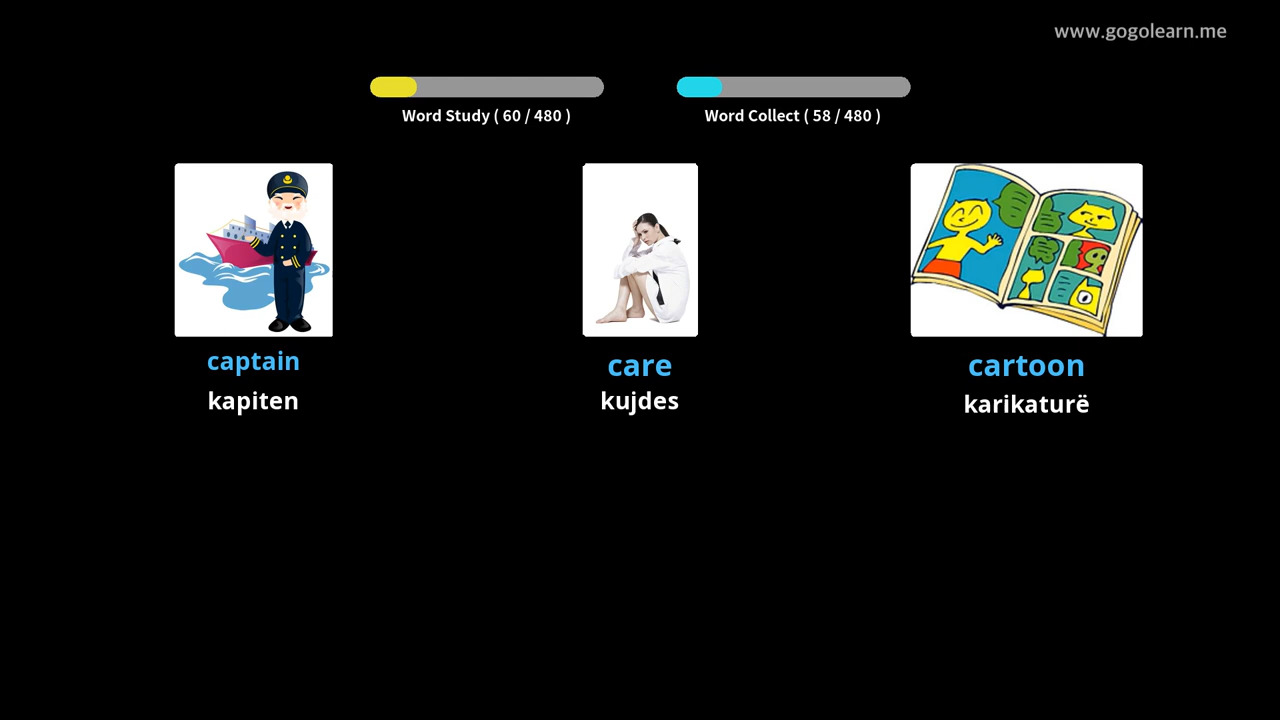 www.gogolearn.me
Word Study ( 60 / 480 )
Word Collect ( 58 / 480 )
captain
kapiten
care
kujdes
cartoon
karikaturë